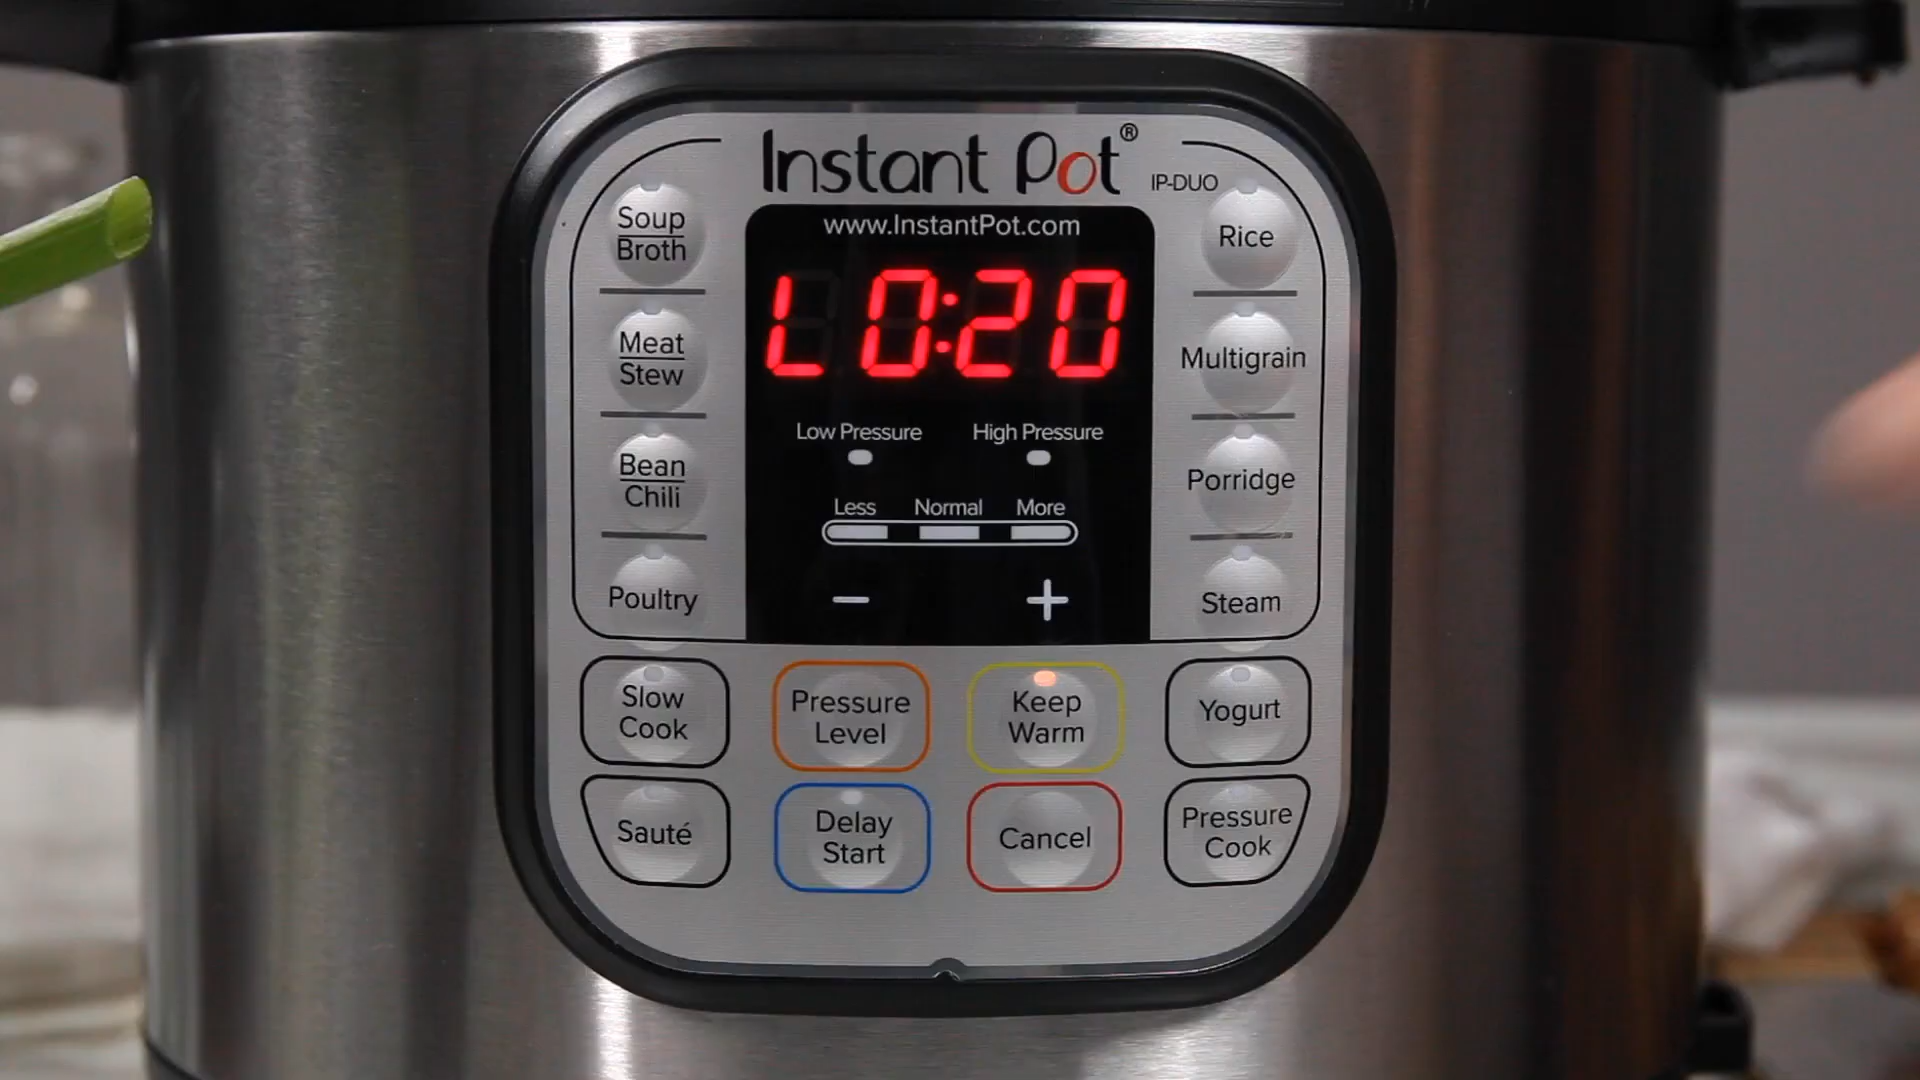 Instant Pot®
IP-DUO
www.InstantPot.com
L0:20
Low Pressure
High Pressure
Less
Normal
More
−
+
Soup
Broth
Meat
Stew
Bean
Chili
Poultry
Rice
Multigrain
Porridge
Steam
Slow
Cook
Pressure
Level
Keep
Warm
Yogurt
Sauté
Delay
Start
Cancel
Pressure
Cook